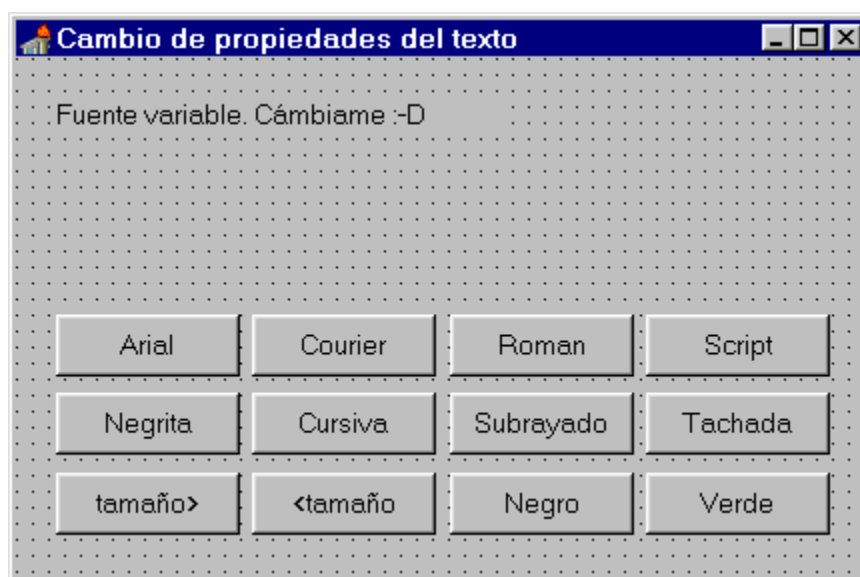 Cambio de propiedades del texto
Fuente variable. Cámbiame :-D
Arial Courier Roman Script
Negrita Cursiva Subrayado Tachada
tamaño> <tamaño Negro Verde